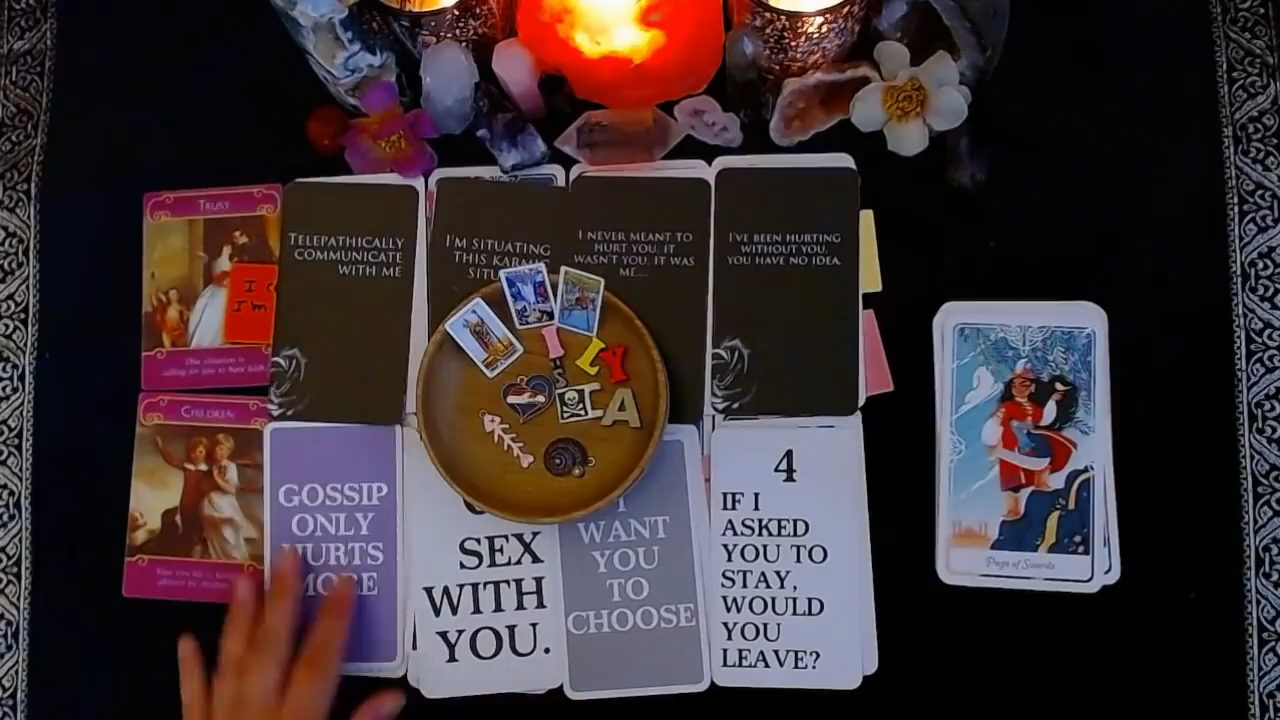 TRUST
This situation is
calling for you to have faith
I
I'm
TELEPATHICALLY
COMMUNICATE
WITH ME
I'M SITUATING
THIS KARMIC
I NEVER MEANT TO
HURT YOU, IT
WASN'T YOU, IT WAS
ME...
I'VE BEEN HURTING
WITHOUT YOU,
YOU HAVE NO IDEA.
CHILDREN
GOSSIP
ONLY
HURTS
MORE
SEX
WITH
YOU.
I
WANT
YOU
TO
CHOOSE
4
IF I
ASKED
YOU TO
STAY,
WOULD
YOU
LEAVE?
I
L
Y
I
A
Page of Swords